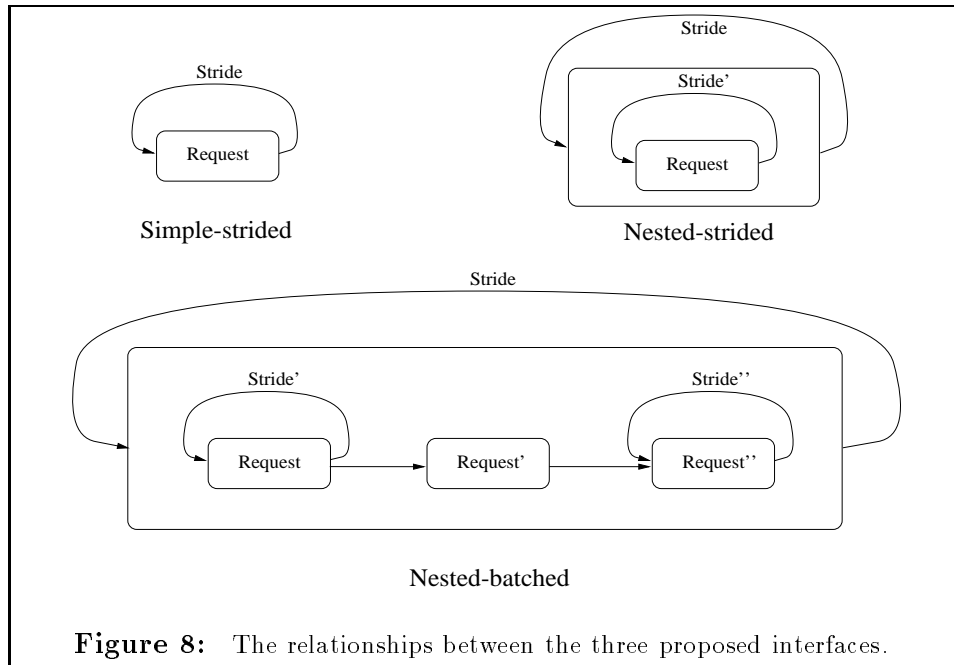 Stride
Request
Simple-strided
Stride
Stride'
Request
Nested-strided
Stride
Stride'
Stride''
Request
Request'
Request''
Nested-batched
Figure 8: The relationships between the three proposed interfaces.